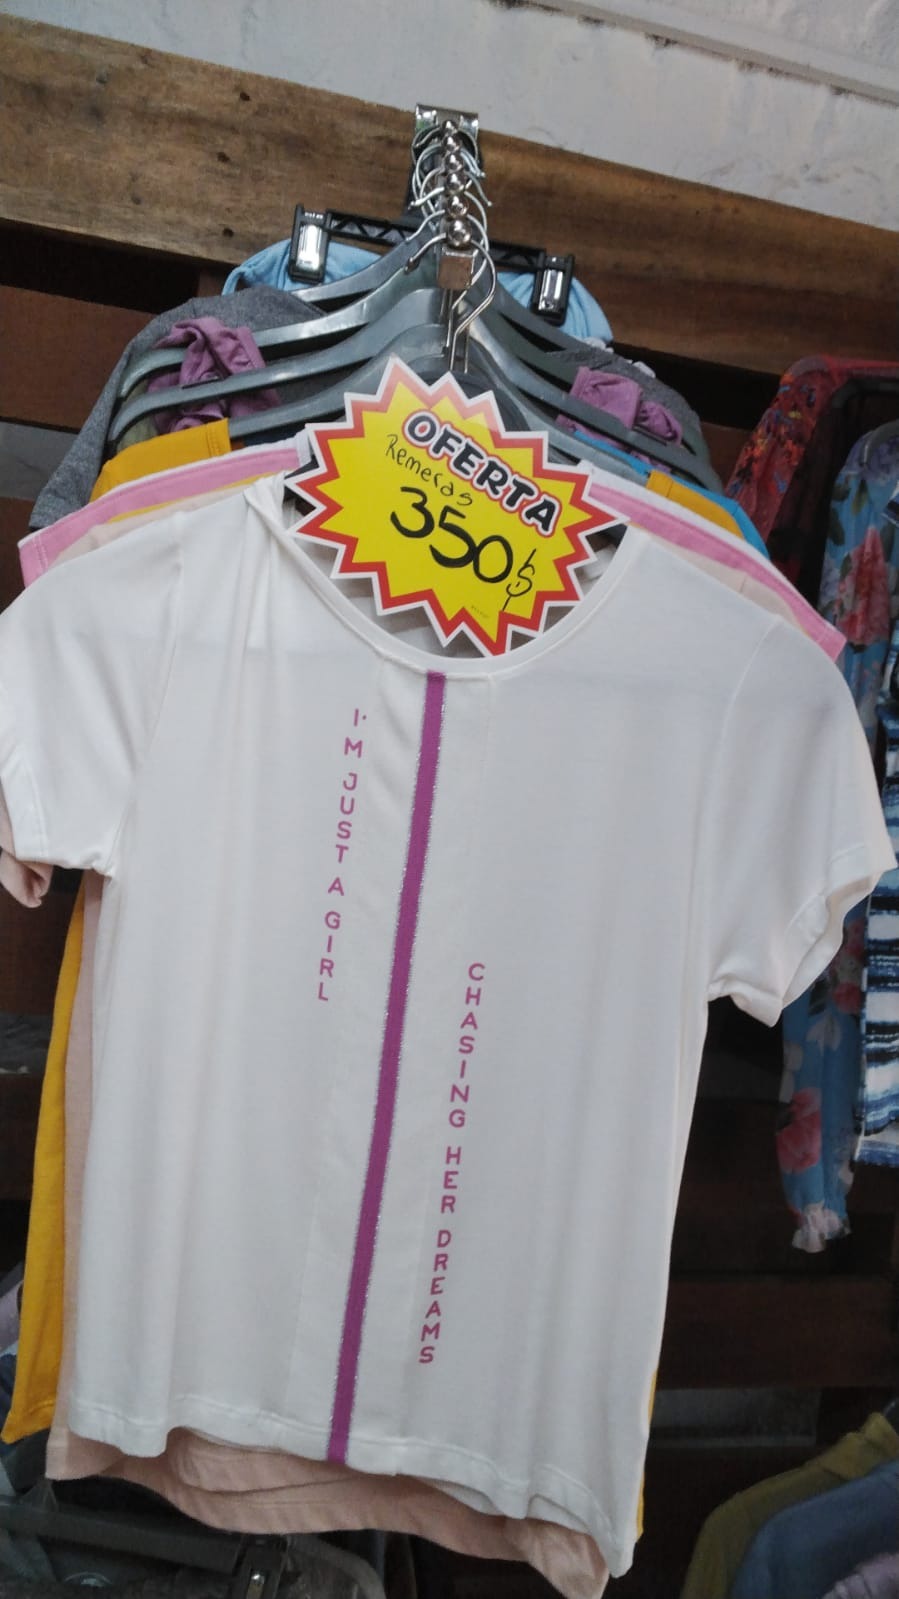 OFERTA
Remeras
350$
I'M JUST A GIRL
CHASING HER DREAMS